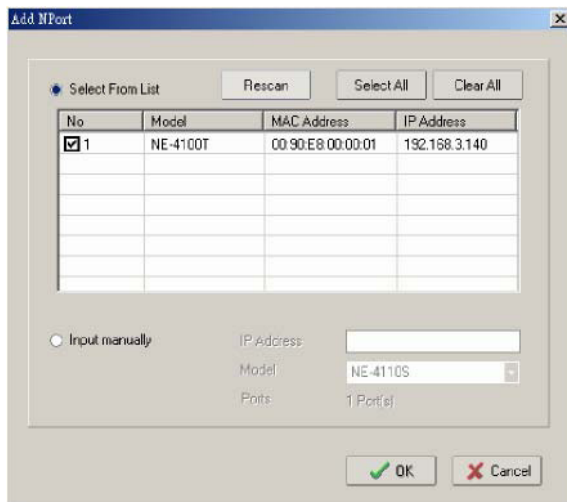 Add NPort
Select From List
Rescan
Select All
Clear All
No Model MAC Address IP Address
1 NE-4100T 00:90:E8:00:00:01 192.168.3.140
Input manually
IP Address
Model NE-4110S
Ports 1 Port(s)
OK
Cancel